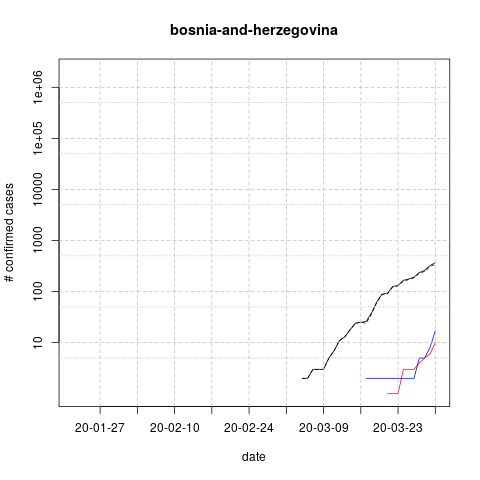 bosnia-and-herzegovina
# confirmed cases
1e+06
1e+05
10000
1000
100
10
20-01-27 20-02-10 20-02-24 20-03-09 20-03-23
date